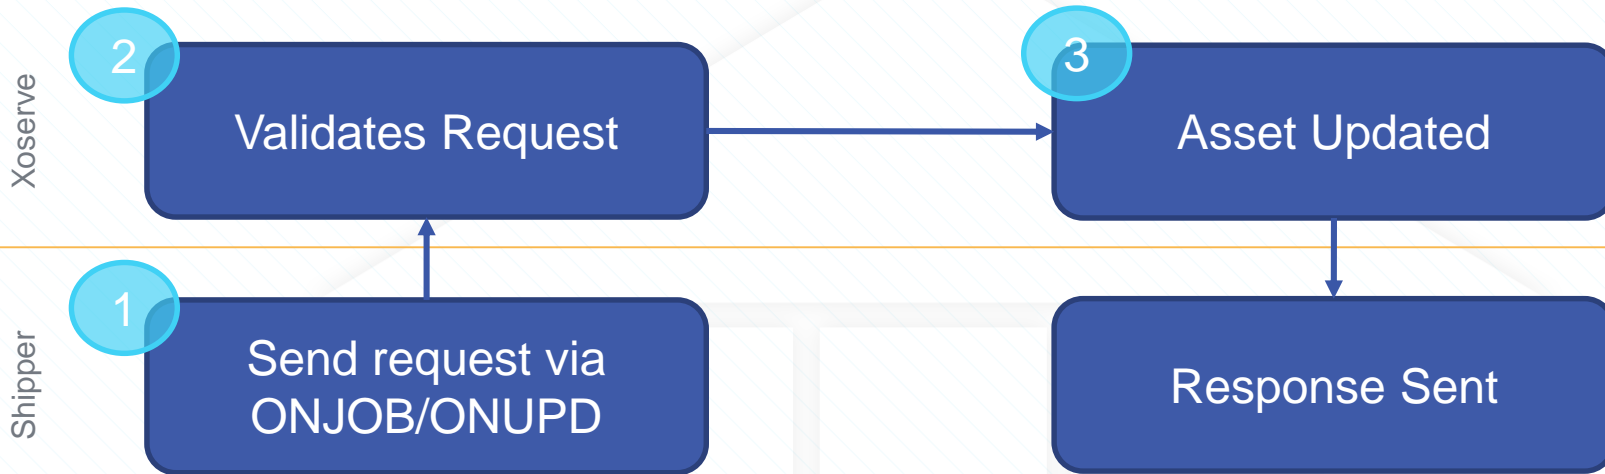 Xoserve
2
Validates Request
3
Asset Updated
Shipper
1
Send request via
ONJOB/ONUPD
Response Sent